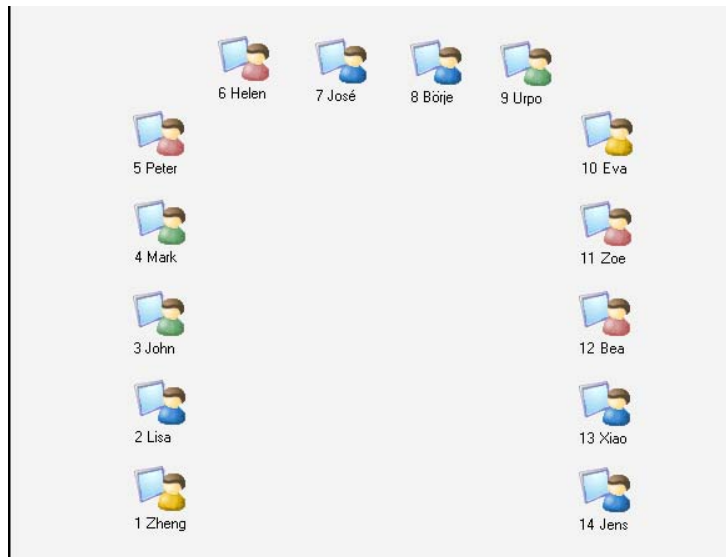 6 Helen
7 José
8 Börje
9 Urpo
5 Peter
10 Eva
4 Mark
11 Zoe
3 John
12 Bea
2 Lisa
13 Xiao
1 Zheng
14 Jens